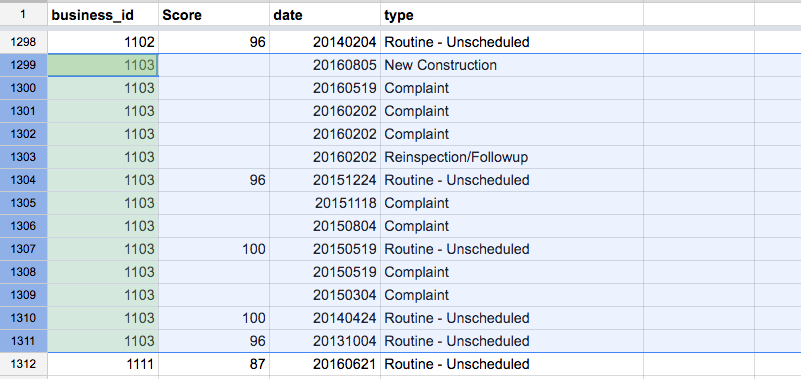 1 business_id Score date type
1298 1102 96 20140204 Routine - Unscheduled
1299 1103 20160805 New Construction
1300 1103 20160519 Complaint
1301 1103 20160202 Complaint
1302 1103 20160202 Complaint
1303 1103 20160202 Reinspection/Followup
1304 1103 96 20151224 Routine - Unscheduled
1305 1103 20151118 Complaint
1306 1103 20150804 Complaint
1307 1103 100 20150519 Routine - Unscheduled
1308 1103 20150519 Complaint
1309 1103 20150304 Complaint
1310 1103 100 20140424 Routine - Unscheduled
1311 1103 96 20131004 Routine - Unscheduled
1312 1111 87 20160621 Routine - Unscheduled